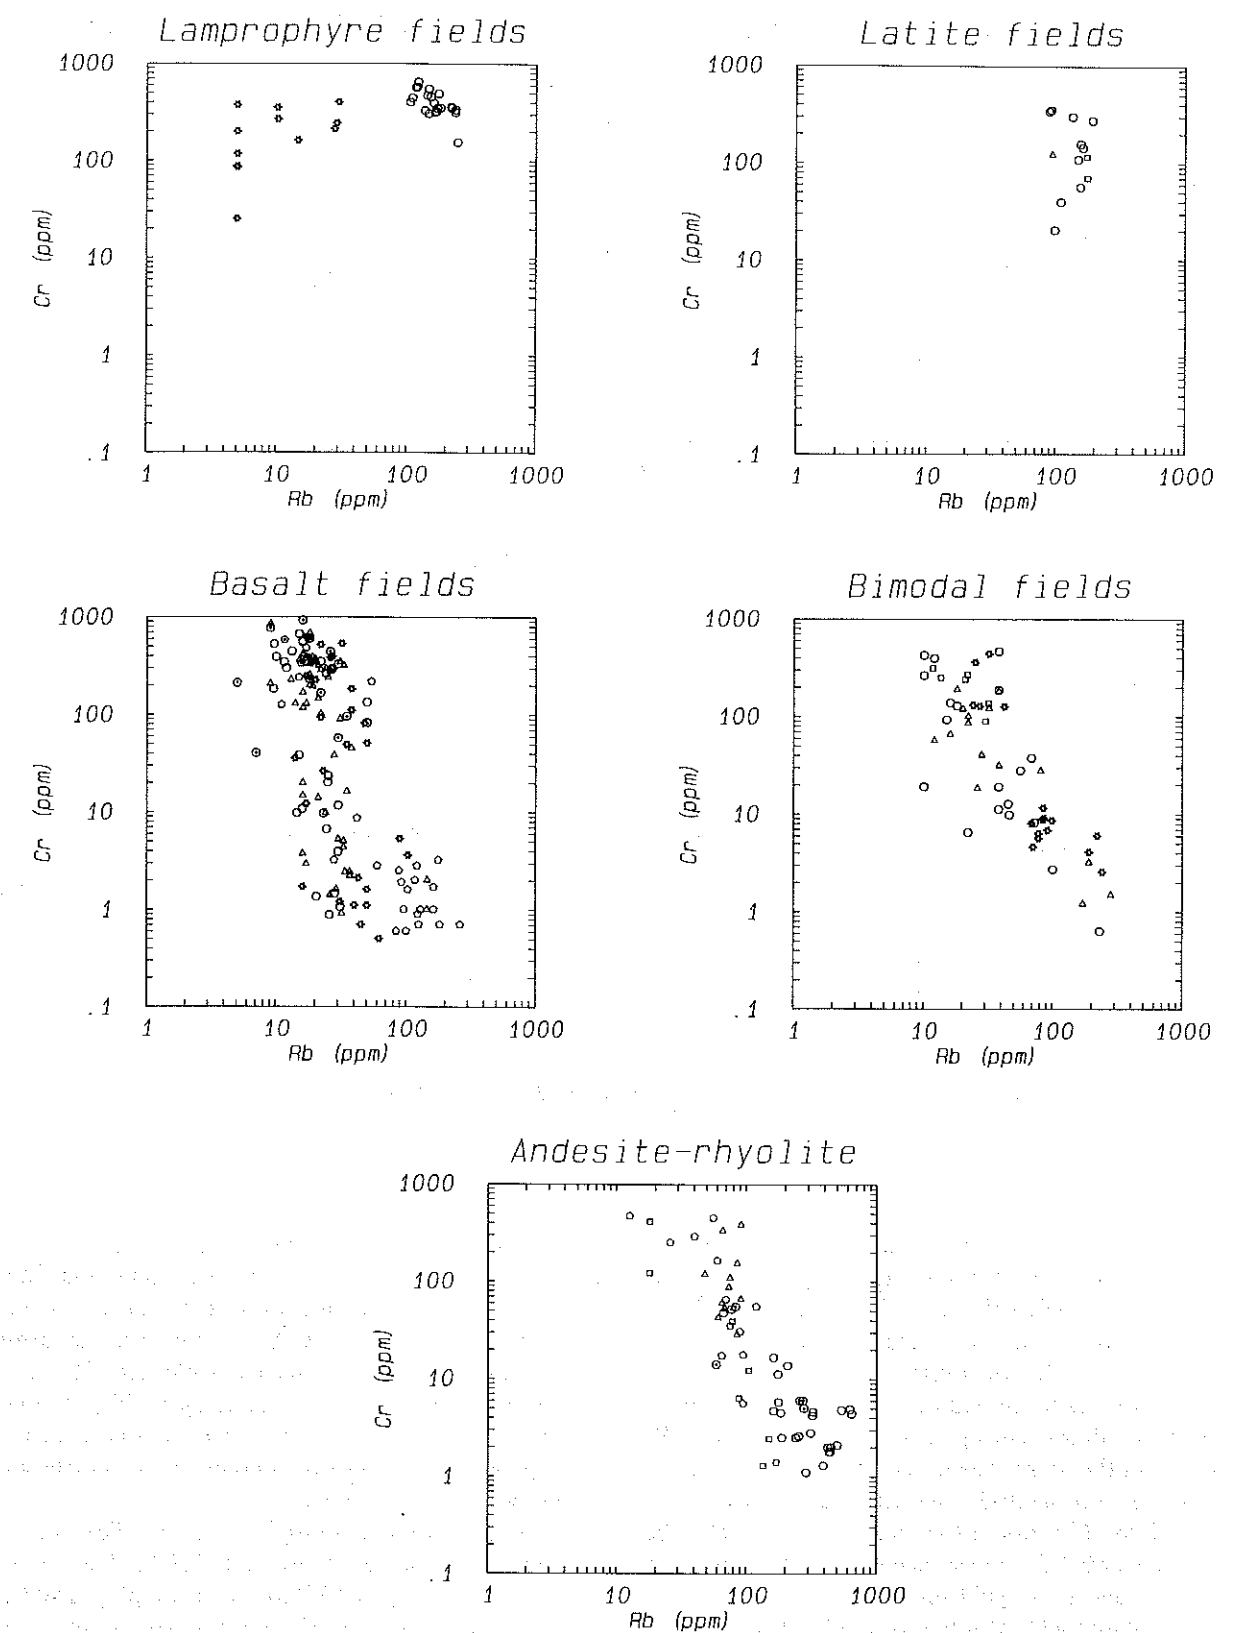 Lamprophyre fields
1000
100
10
1
.1
Cr (ppm)
1 10 100 1000
Rb (ppm)
Latite fields
1000
100
10
1
.1
Cr (ppm)
1 10 100 1000
Rb (ppm)
Basalt fields
1000
100
10
1
.1
Cr (ppm)
1 10 100 1000
Rb (ppm)
Bimodal fields
1000
100
10
1
.1
Cr (ppm)
1 10 100 1000
Rb (ppm)
Andesite-rhyolite
1000
100
10
1
.1
Cr (ppm)
1 10 100 1000
Rb (ppm)